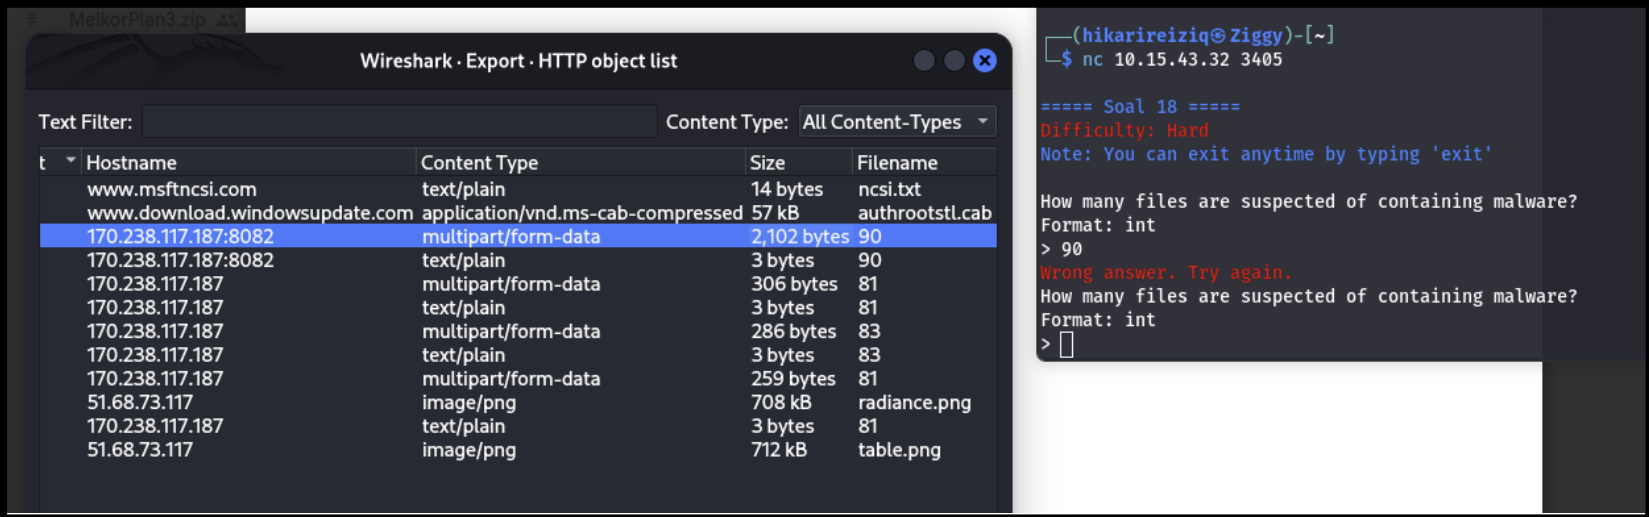 MelkorPlan3.zip
Wireshark · Export · HTTP object list
Text Filter:
Content Type: All Content-Types
t Hostname Content Type Size Filename
www.msftncsi.com text/plain 14 bytes ncsi.txt
www.download.windowsupdate.com application/vnd.ms-cab-compressed 57 kB authrootstl.cab
170.238.117.187:8082 multipart/form-data 2,102 bytes 90
170.238.117.187:8082 text/plain 3 bytes 90
170.238.117.187 multipart/form-data 306 bytes 81
170.238.117.187 text/plain 3 bytes 81
170.238.117.187 multipart/form-data 286 bytes 83
170.238.117.187 text/plain 3 bytes 83
170.238.117.187 multipart/form-data 259 bytes 81
51.68.73.117 image/png 708 kB radiance.png
170.238.117.187 text/plain 3 bytes 81
51.68.73.117 image/png 712 kB table.png
┌──(hikarireiziq㉿Ziggy)-[~]
└─$ nc 10.15.43.32 3405
===== Soal 18 =====
Difficulty: Hard
Note: You can exit anytime by typing 'exit'
How many files are suspected of containing malware?
Format: int
> 90
Wrong answer. Try again.
How many files are suspected of containing malware?
Format: int
>